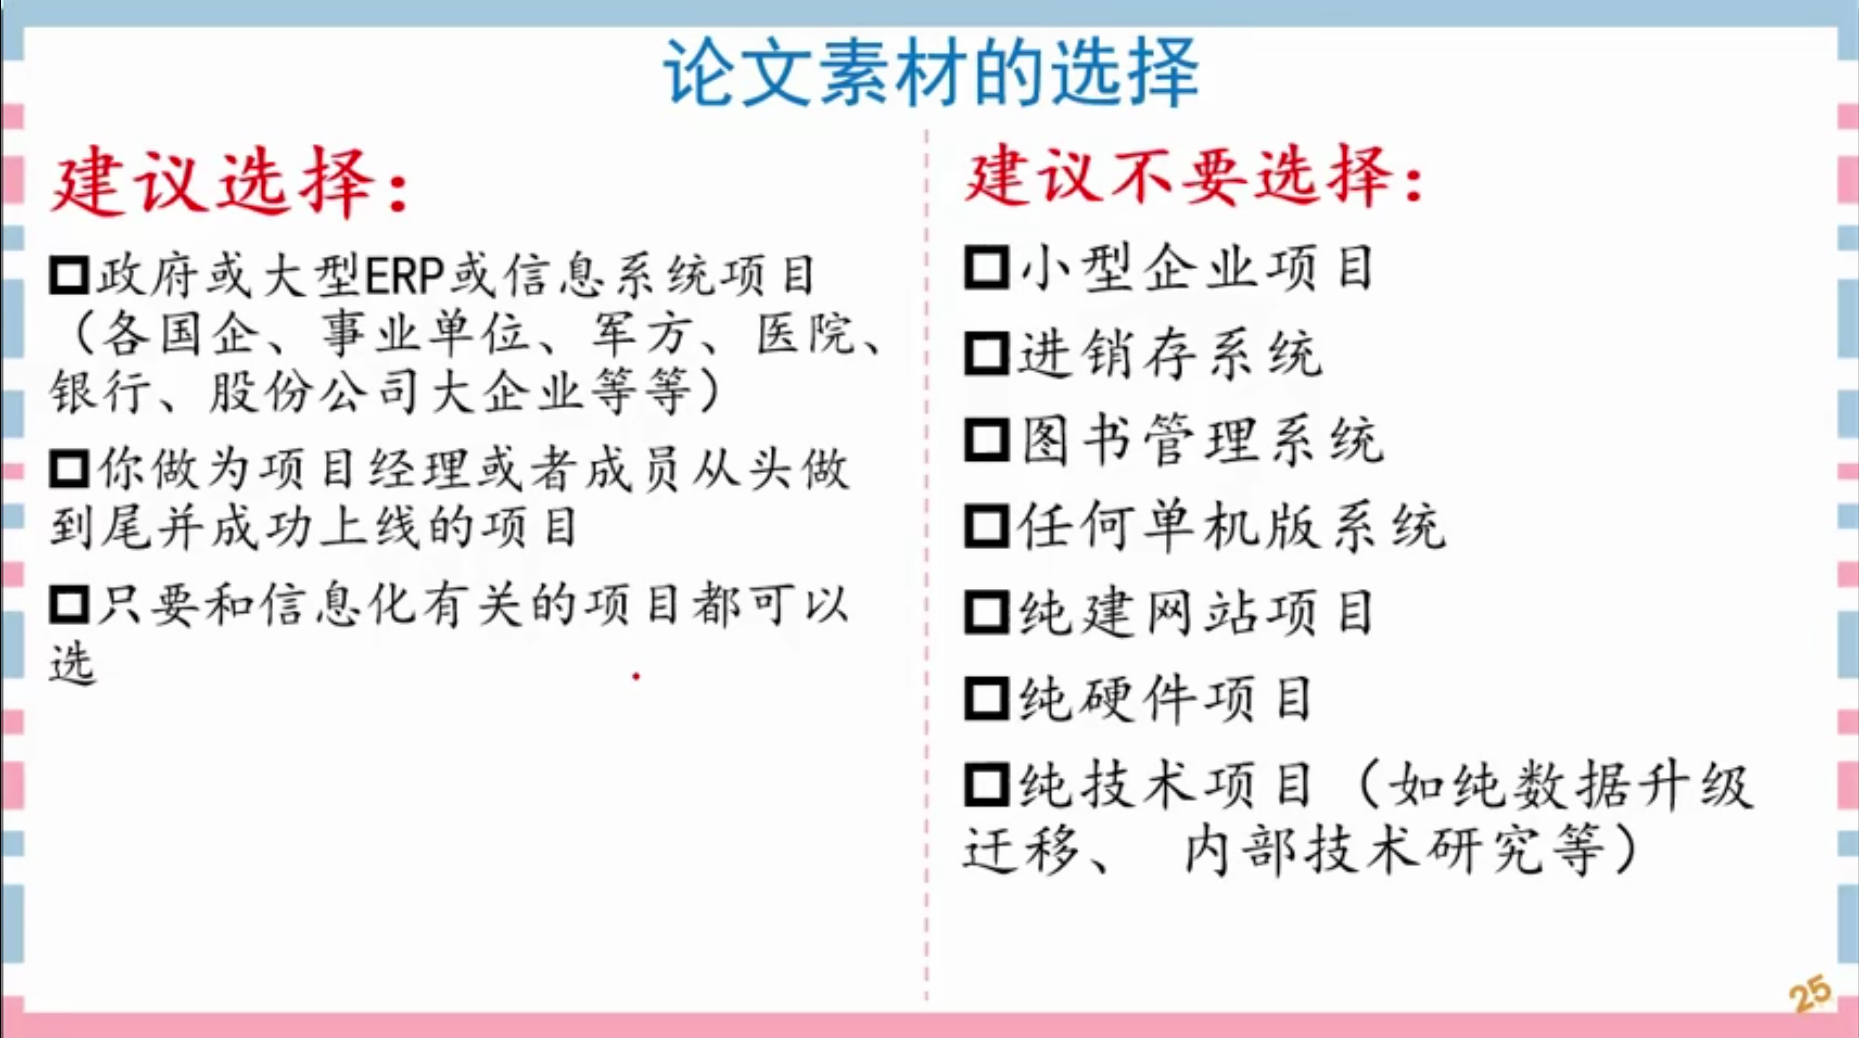 论文素材的选择
建议选择：
□政府或大型ERP或信息系统项目
（各国企、事业单位、军方、医院、
银行、股份公司大企业等等）
□你做为项目经理或者成员从头做
到尾并成功上线的项目
□只要和信息化有关的项目都可以
选
建议不要选择：
□小型企业项目
□进销存系统
□图书管理系统
□任何单机版系统
□纯建网站项目
□纯硬件项目
□纯技术项目（如纯数据升级
迁移、 内部技术研究等）
25